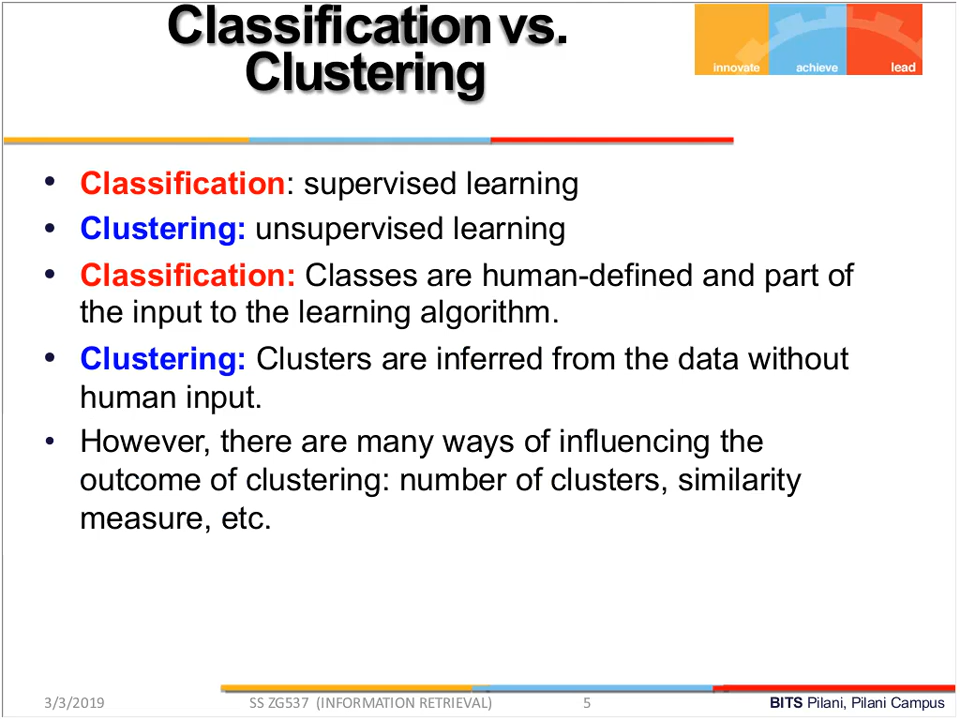 Classification vs.
Clustering
innovate achieve lead
• Classification: supervised learning
• Clustering: unsupervised learning
• Classification: Classes are human-defined and part of
the input to the learning algorithm.
• Clustering: Clusters are inferred from the data without
human input.
• However, there are many ways of influencing the
outcome of clustering: number of clusters, similarity
measure, etc.
3/3/2019 SS ZG537 (INFORMATION RETRIEVAL) 5 BITS Pilani, Pilani Campus